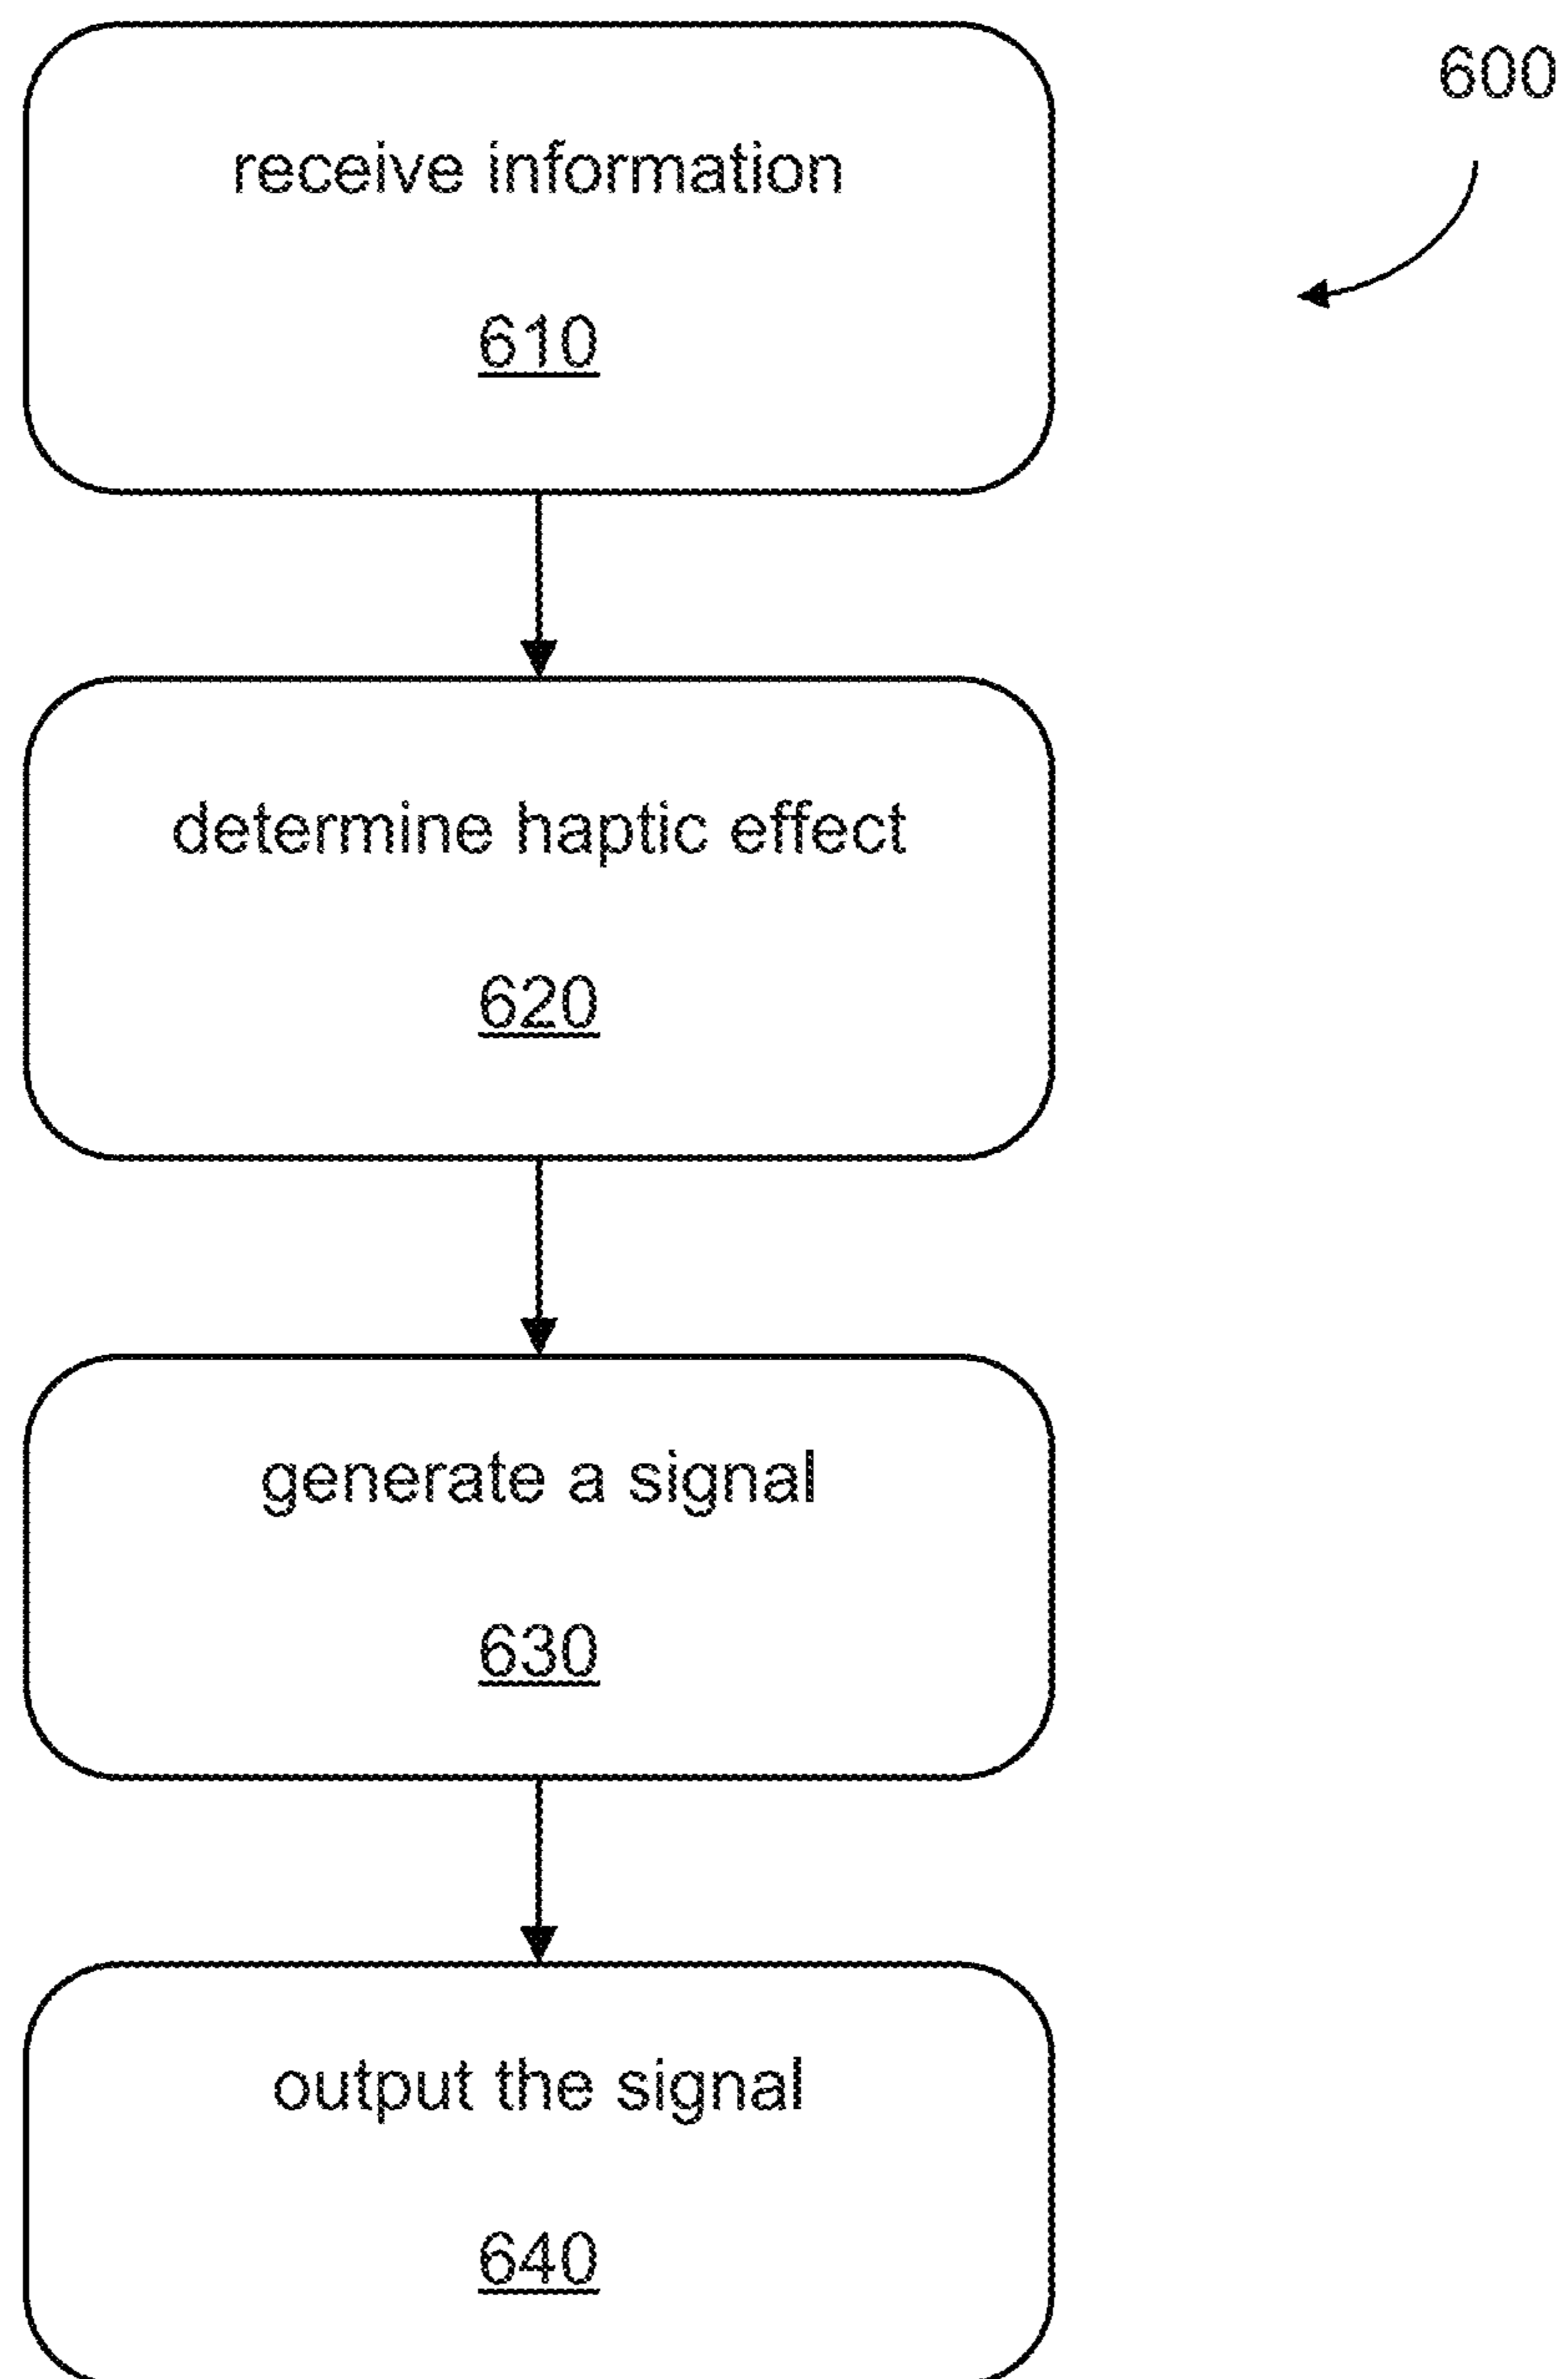 600
receive information
610
determine haptic effect
620
generate a signal
630
output the signal
640